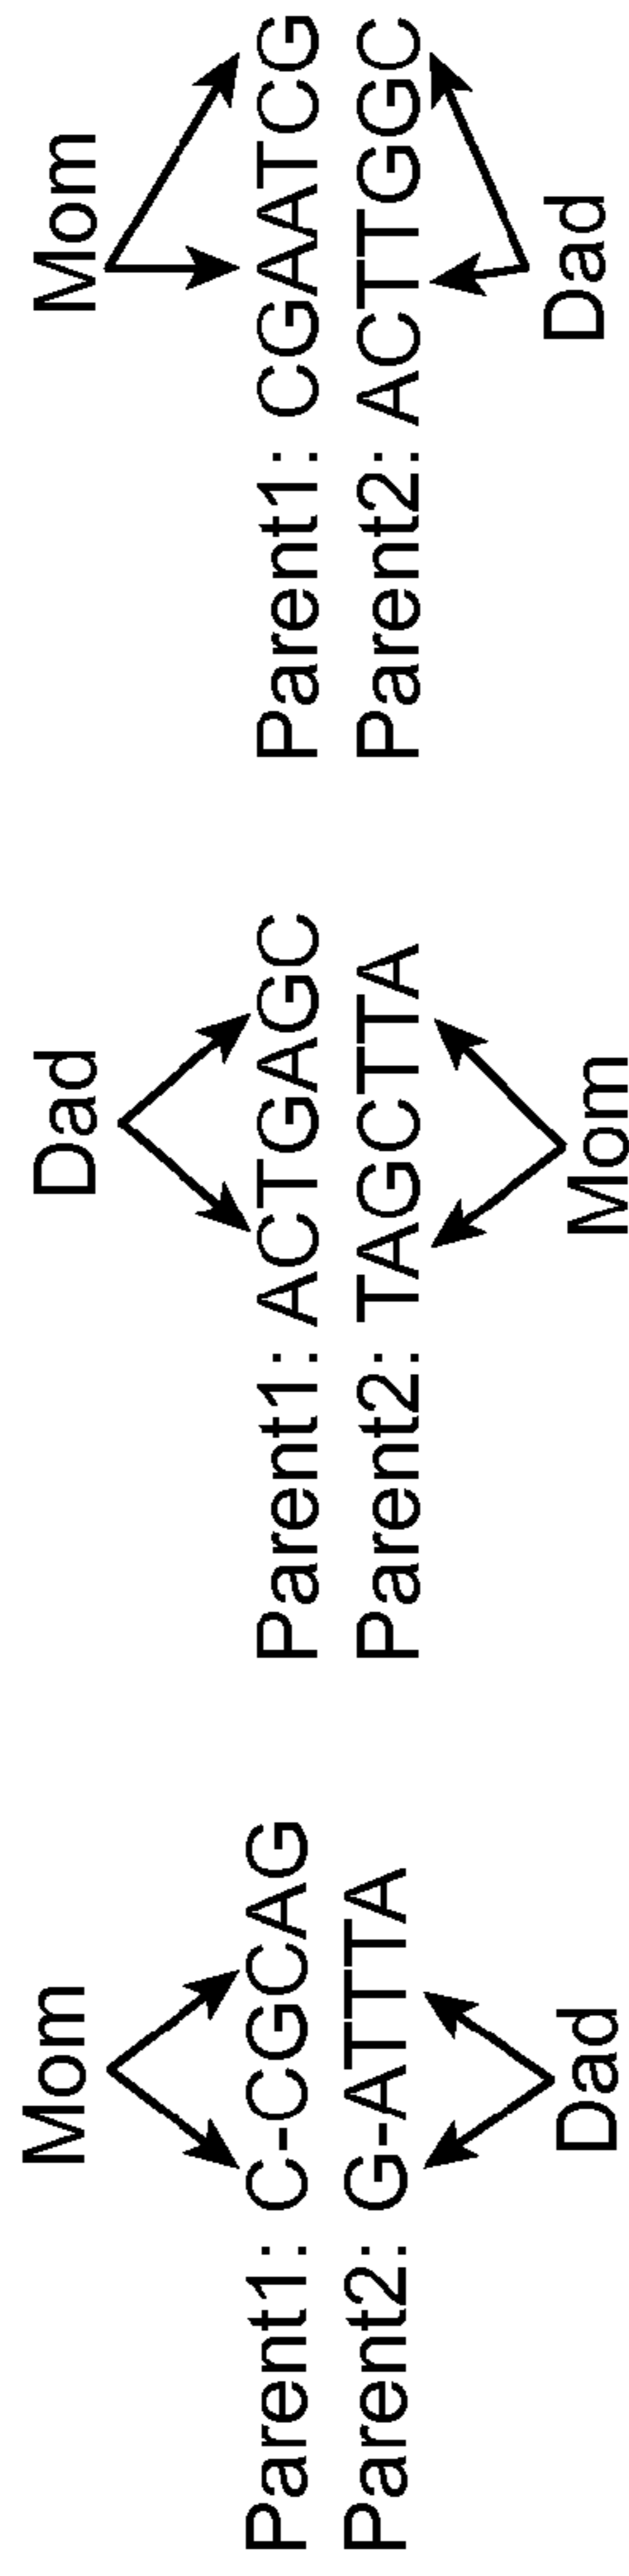 Mom
Parent1: C-CGCAG
Parent2: G-ATTTA
Dad
Dad
Parent1: ACTGAGC
Parent2: TAGCTTA
Mom
Mom
Parent1: CGAATCG
Parent2: ACTTGGC
Dad